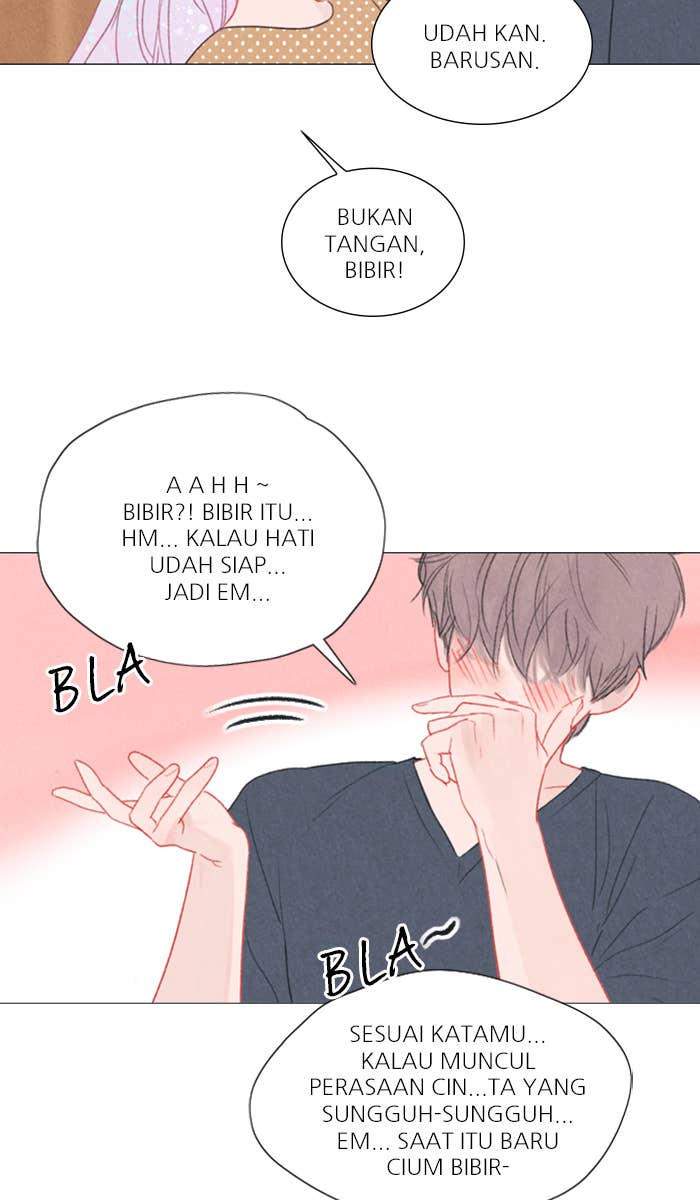 UDAH KAN.
BARUSAN.
BUKAN
TANGAN,
BIBIR!
A A H H ~
BIBIR?! BIBIR ITU...
HM... KALAU HATI
UDAH SIAP...
JADI EM...
BLA
BLA~
SESUAI KATAMU...
KALAU MUNCUL
PERASAAN CIN...TA YANG
SUNGGUH-SUNGGUH...
EM... SAAT ITU BARU
CIUM BIBIR-